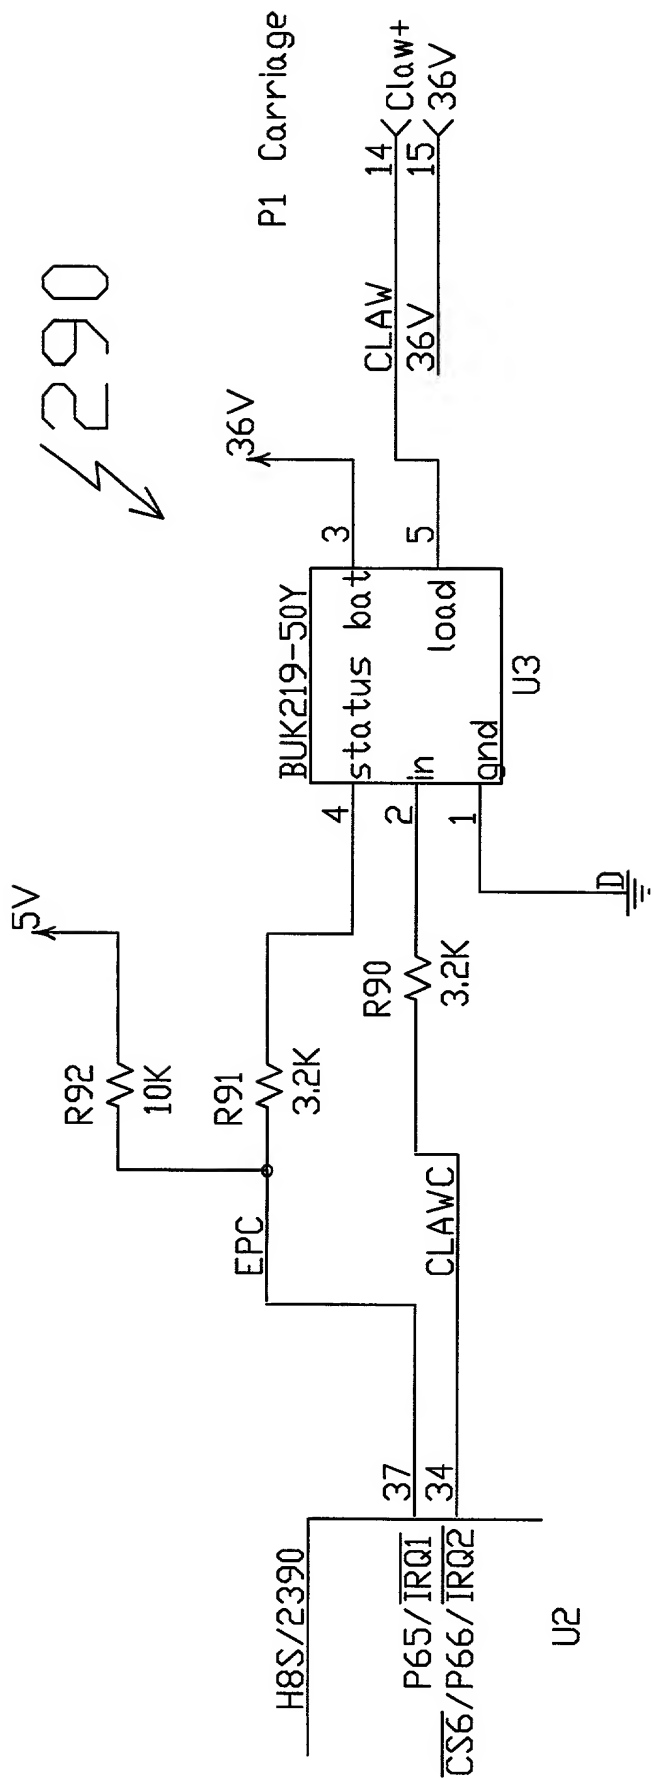 290
P1 Carriage
5V
36V
R92
10K
R91
3.2K
EPC
BUK219-50Y
status
bat
in
load
gnd
4
2
1
3
5
U3
R90
3.2K
CLAWC
D
CLAW
36V
14
15
Claw+
36V
H8S/2390
P65/IRQ1
CS6/P66/IRQ2
37
34
U2